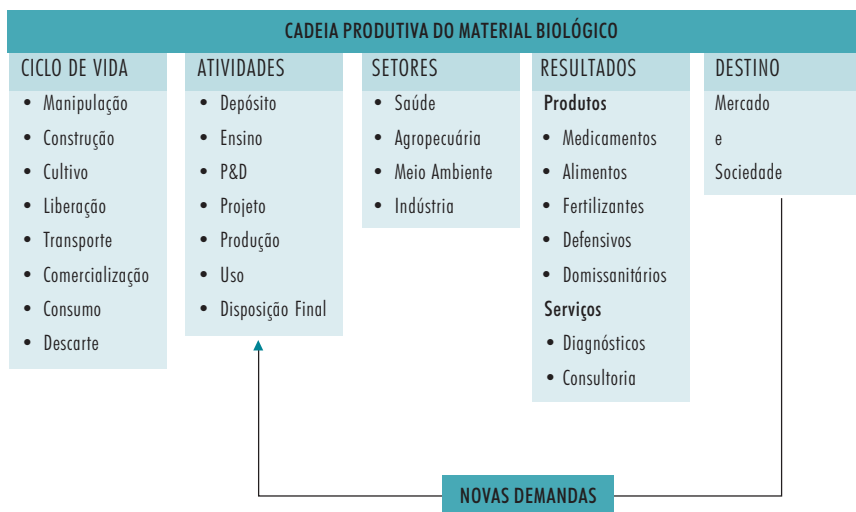 CADEIA PRODUTIVA DO MATERIAL BIOLÓGICO
CICLO DE VIDA
• Manipulação
• Construção
• Cultivo
• Liberação
• Transporte
• Comercialização
• Consumo
• Descarte
ATIVIDADES
• Depósito
• Ensino
• P&D
• Projeto
• Produção
• Uso
• Disposição Final
SETORES
• Saúde
• Agropecuária
• Meio Ambiente
• Indústria
RESULTADOS
Produtos
• Medicamentos
• Alimentos
• Fertilizantes
• Defensivos
• Domissanitários
Serviços
• Diagnósticos
• Consultoria
DESTINO
Mercado
e
Sociedade
NOVAS DEMANDAS